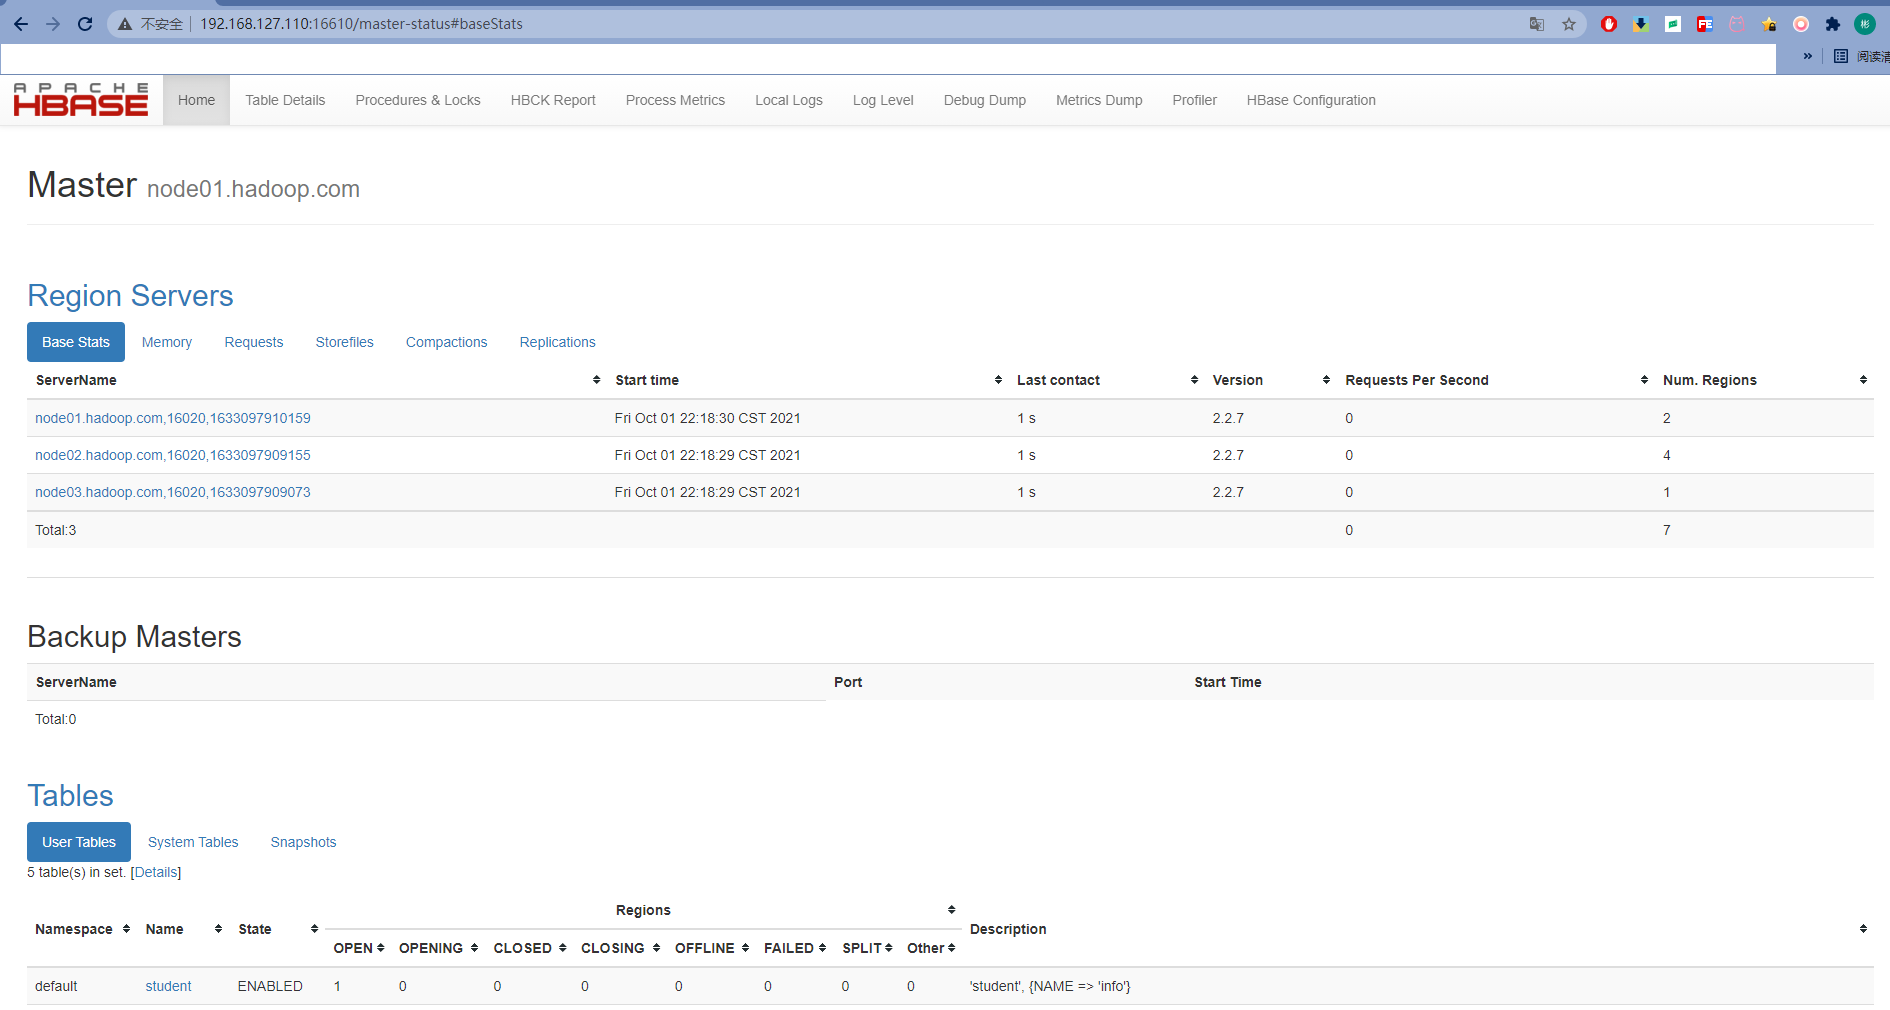 不安全 192.168.127.110:16610/master-status#baseStats
» 阅读清
APACHE
HBASE
Home Table Details Procedures & Locks HBCK Report Process Metrics Local Logs Log Level Debug Dump Metrics Dump Profiler HBase Configuration
Master node01.hadoop.com
Region Servers
Base Stats Memory Requests Storefiles Compactions Replications
ServerName Start time Last contact Version Requests Per Second Num. Regions
node01.hadoop.com,16020,1633097910159 Fri Oct 01 22:18:30 CST 2021 1 s 2.2.7 0 2
node02.hadoop.com,16020,1633097909155 Fri Oct 01 22:18:29 CST 2021 1 s 2.2.7 0 4
node03.hadoop.com,16020,1633097909073 Fri Oct 01 22:18:29 CST 2021 1 s 2.2.7 0 1
Total:3 0 7
Backup Masters
ServerName Port Start Time
Total:0
Tables
User Tables System Tables Snapshots
5 table(s) in set. [Details]
Regions
Namespace Name State Description
OPEN OPENING CLOSED CLOSING OFFLINE FAILED SPLIT Other
default student ENABLED 1 0 0 0 0 0 0 0 'student', {NAME => 'info'}